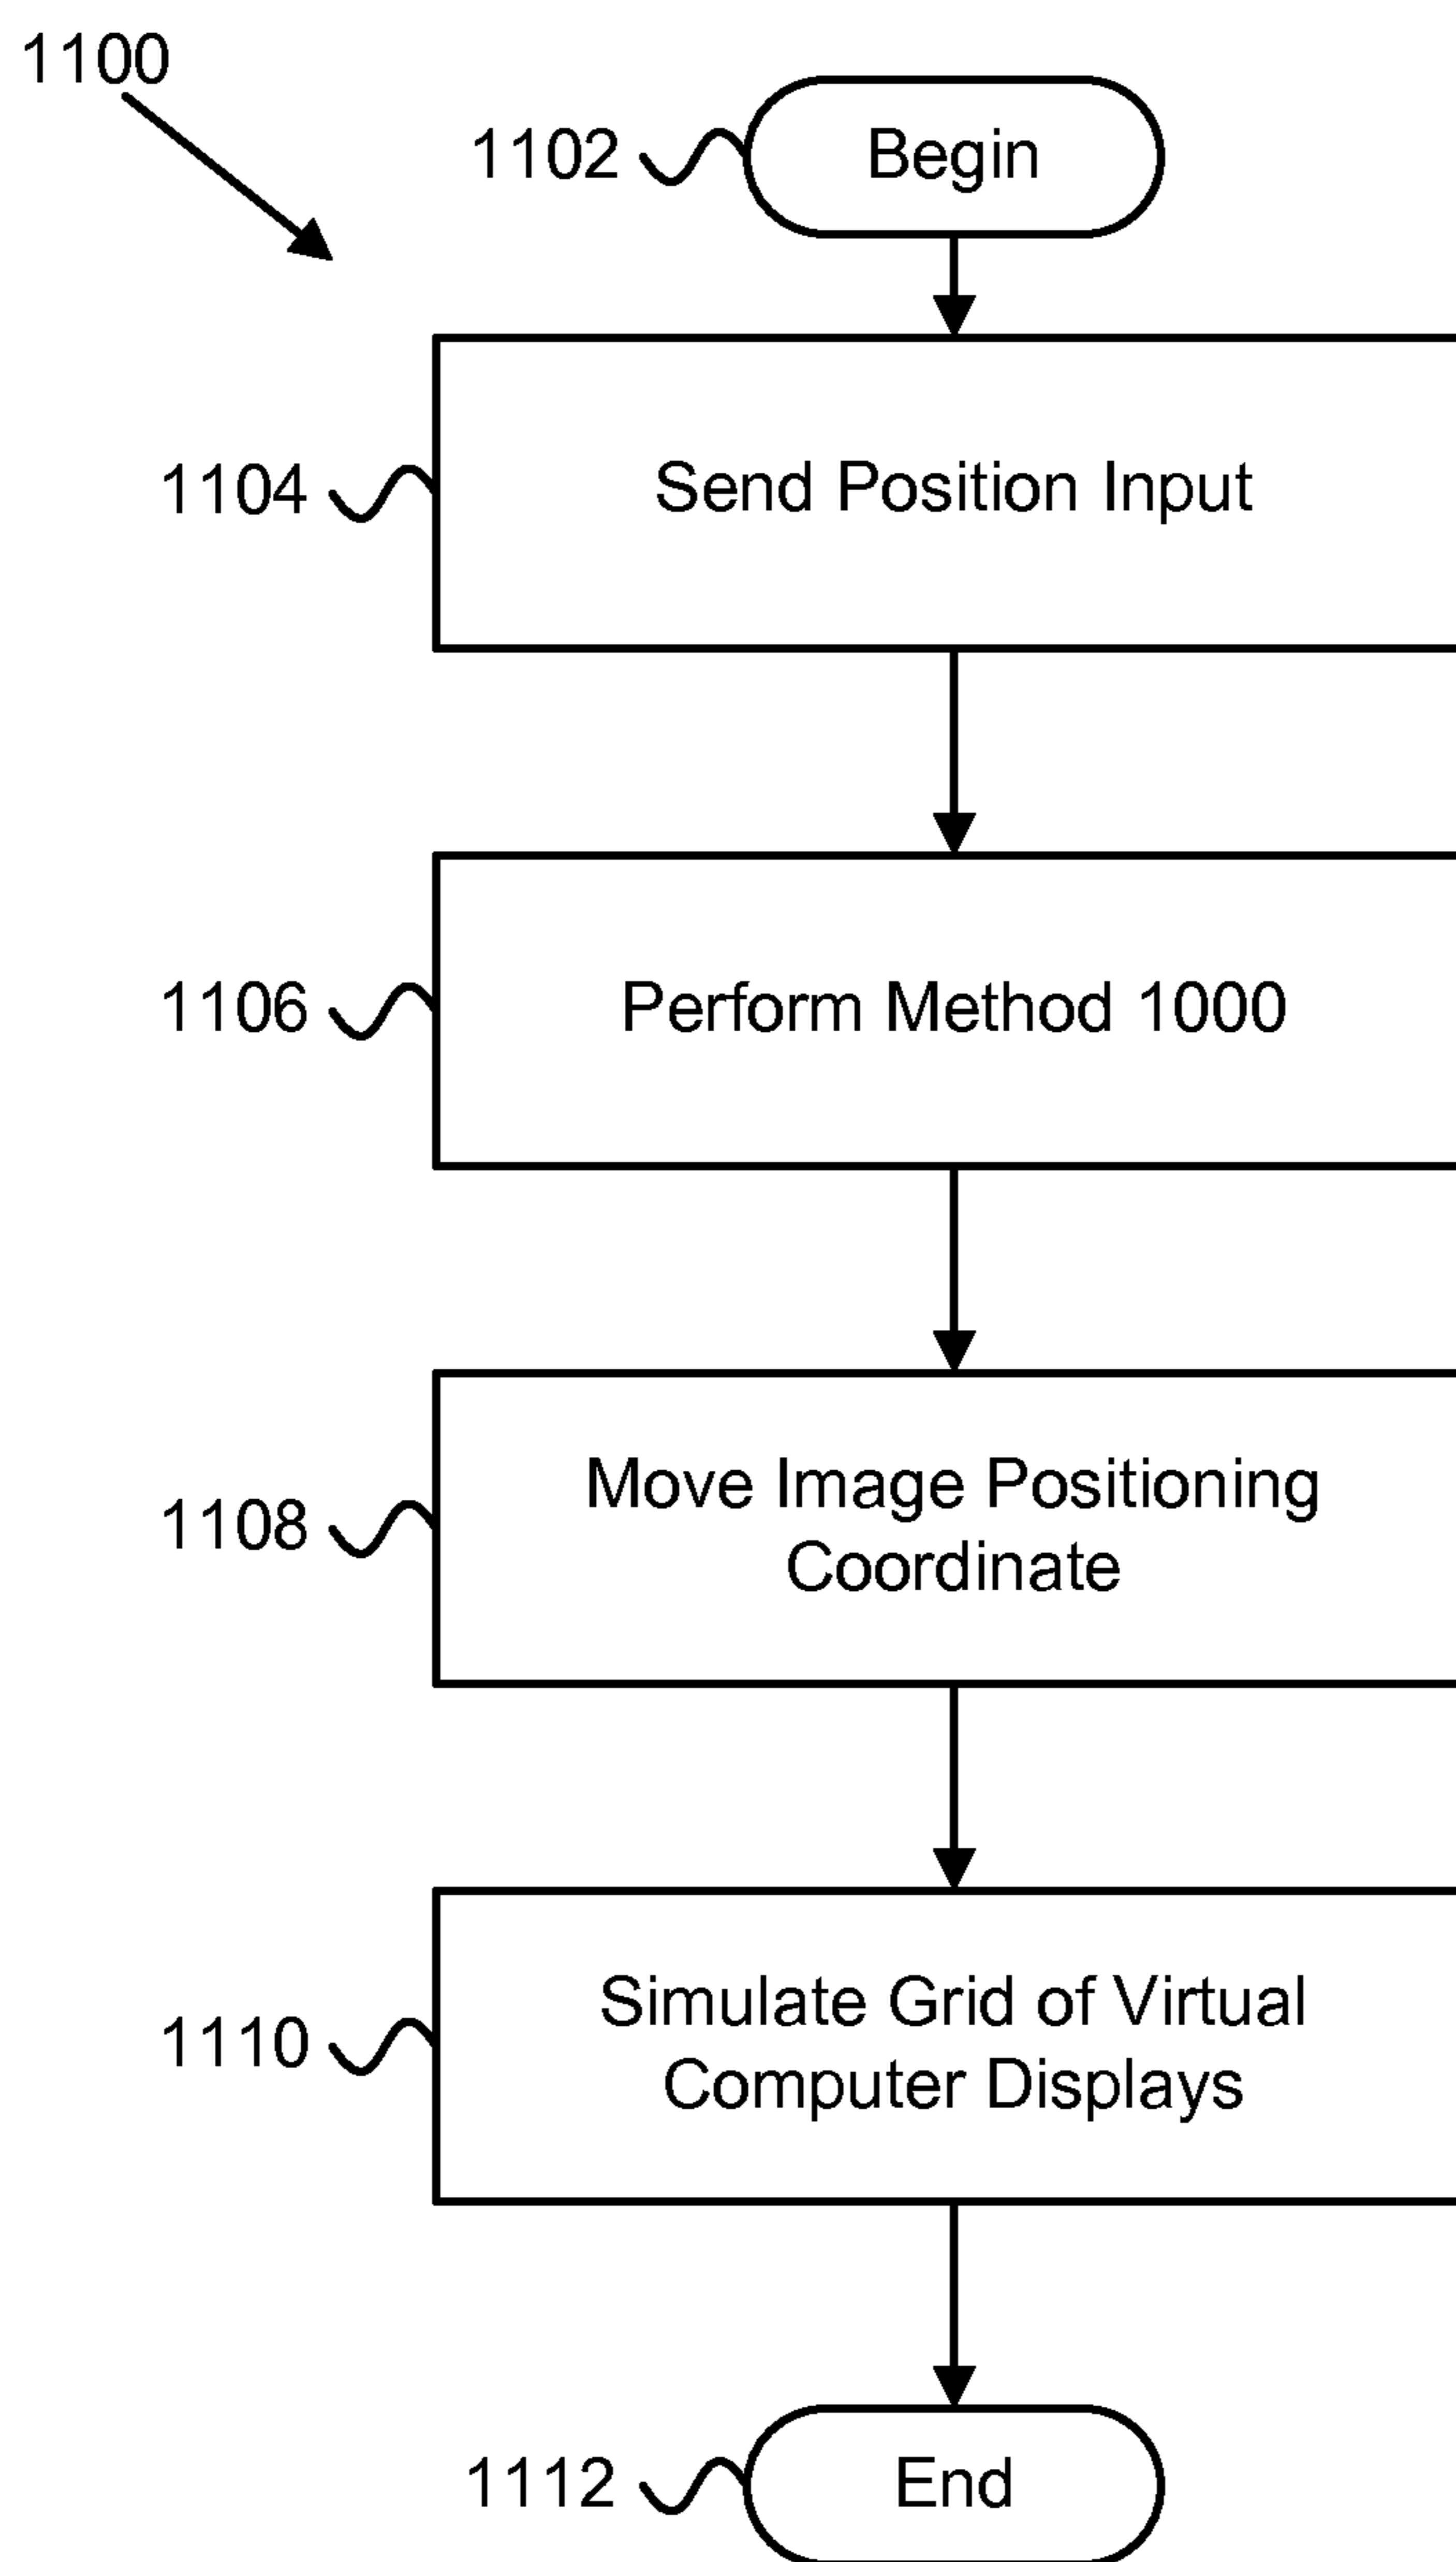 1100
1102
Begin
1104
Send Position Input
1106
Perform Method 1000
1108
Move Image Positioning
Coordinate
1110
Simulate Grid of Virtual
Computer Displays
1112
End